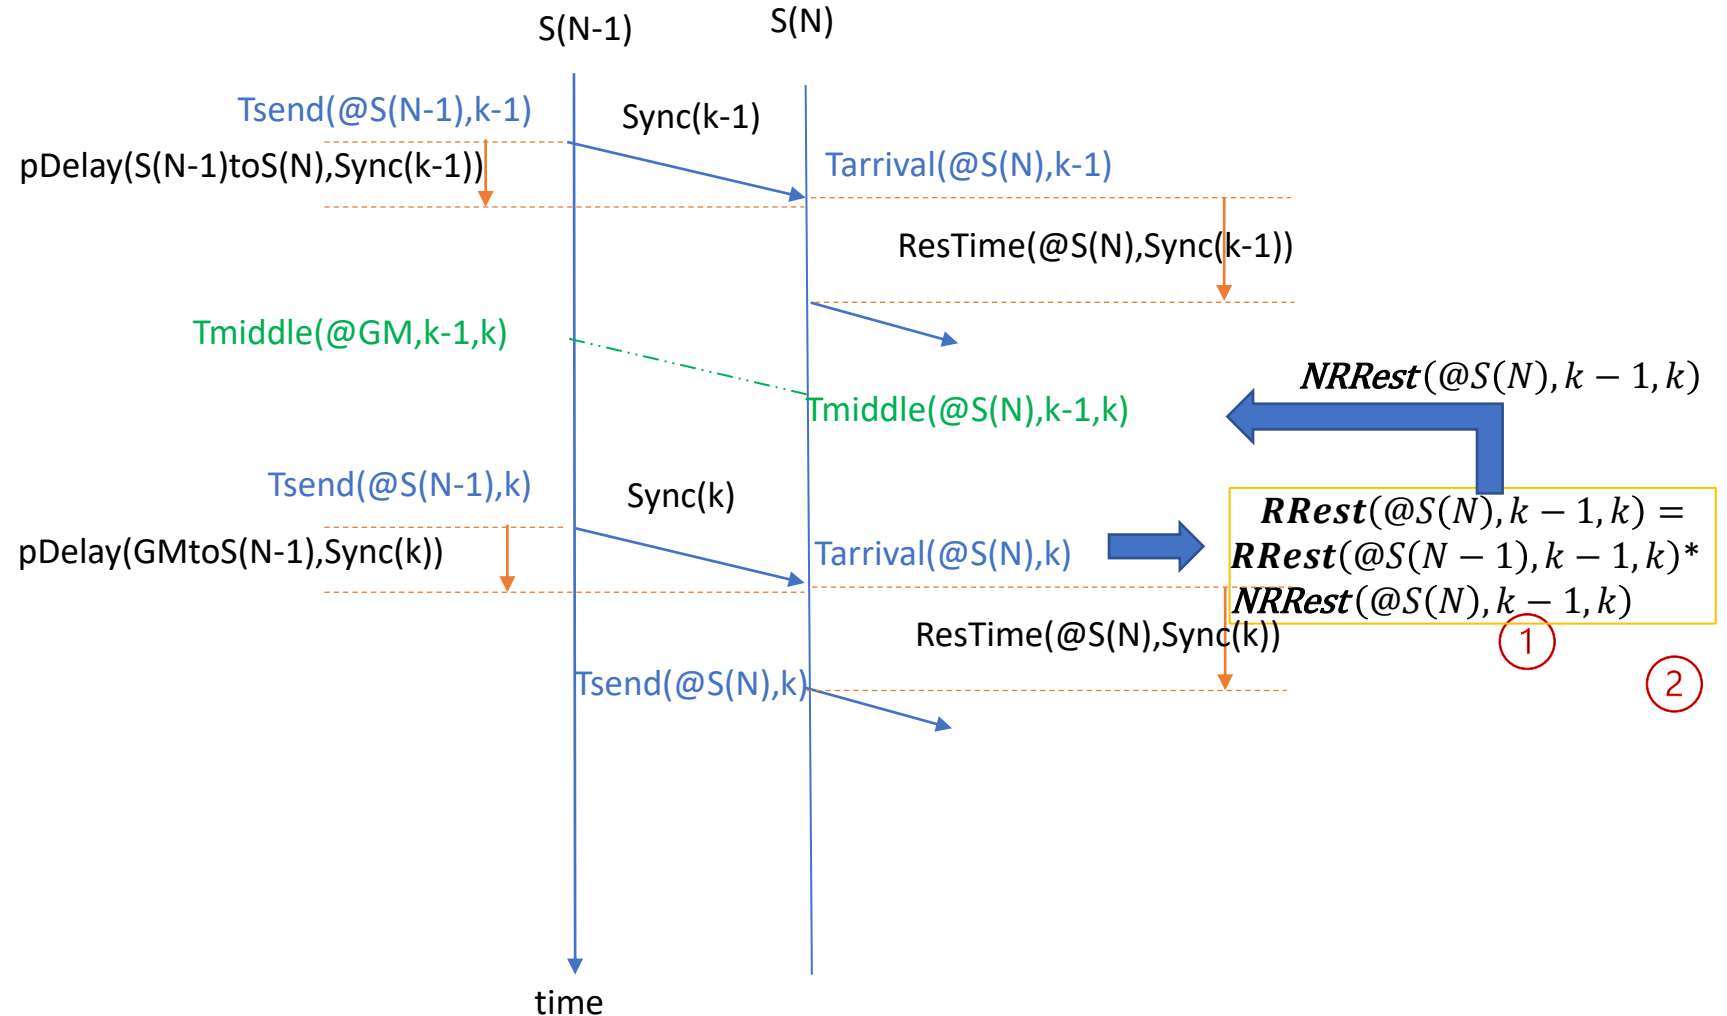 S(N-1)
S(N)
Tsend(@S(N-1),k-1)
Sync(k-1)
pDelay(S(N-1)toS(N),Sync(k-1))
Tarrival(@S(N),k-1)
ResTime(@S(N),Sync(k-1))
Tmiddle(@GM,k-1,k)
NRRest(@S(N), k − 1, k)
Tmiddle(@S(N),k-1,k)
Tsend(@S(N-1),k)
Sync(k)
RRest(@S(N), k − 1, k) =
RRest(@S(N − 1), k − 1, k)*
NRRest(@S(N), k − 1, k)
pDelay(GMtoS(N-1),Sync(k))
Tarrival(@S(N),k)
ResTime(@S(N),Sync(k))
1
Tsend(@S(N),k)
2
time